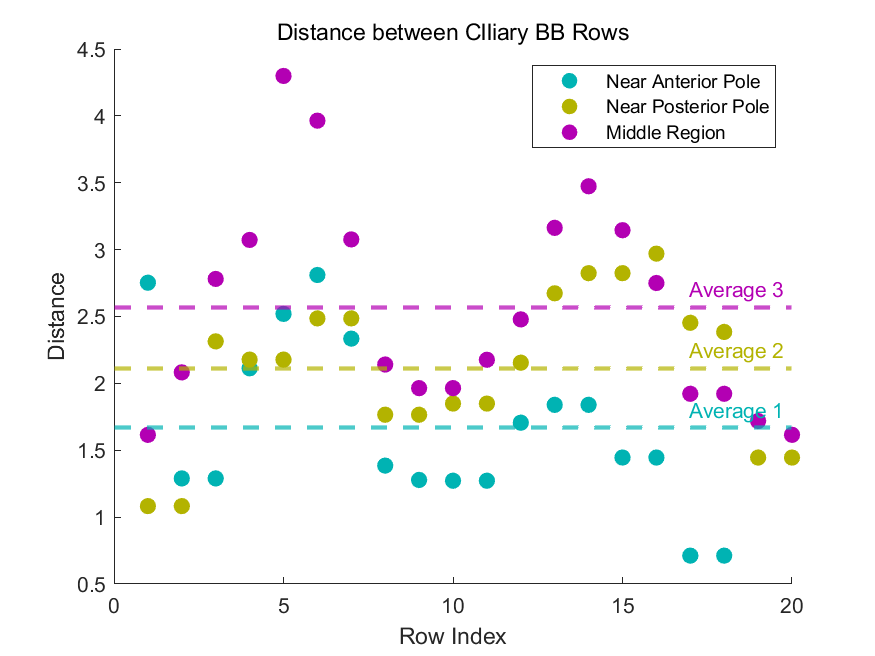 Distance between CIliary BB Rows
4.5
4
3.5
3
2.5
2
1.5
1
0.5
Distance
Near Anterior Pole
Near Posterior Pole
Middle Region
Average 3
Average 2
Average 1
0
5
10
15
20
Row Index